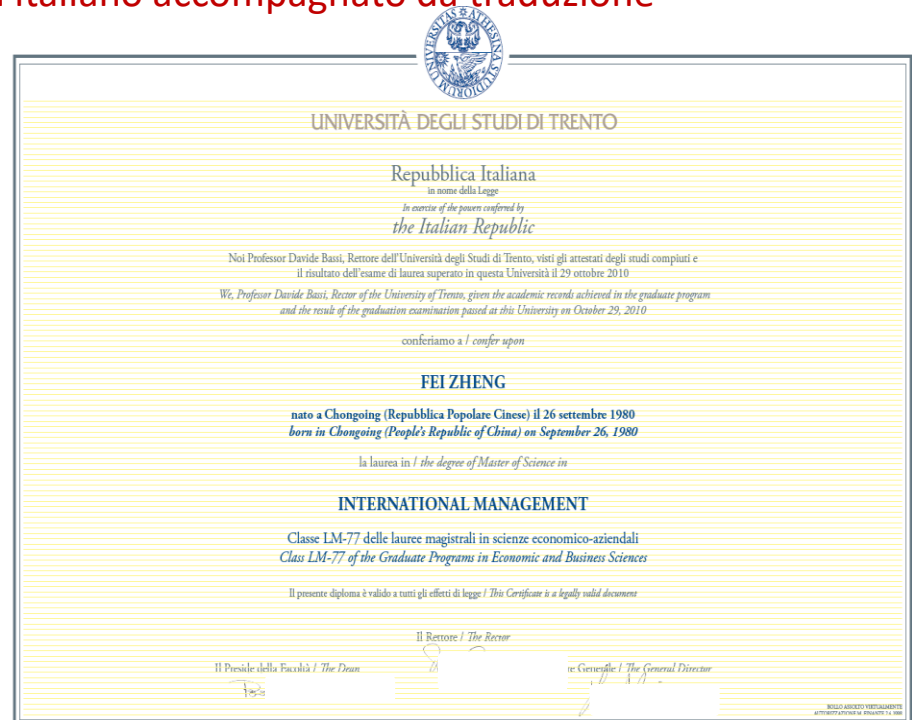 italiano accompagnato da traduzione
UNIVERSITAS ATHESINA STUDIORUM
UNIVERSITÀ DEGLI STUDI DI TRENTO
Repubblica Italiana
in nome della Legge
In exercise of the powers conferred by
the Italian Republic
Noi Professor Davide Bassi, Rettore dell'Università degli Studi di Trento, visti gli attestati degli studi compiuti e
il risultato dell'esame di laurea superato in questa Università il 29 ottobre 2010
We, Professor Davide Bassi, Rector of the University of Trento, given the academic records achieved in the graduate program
and the result of the graduation examination passed at this University on October 29, 2010
conferiamo a / confer upon
FEI ZHENG
nato a Chongoing (Repubblica Popolare Cinese) il 26 settembre 1980
born in Chongoing (People's Republic of China) on September 26, 1980
la laurea in / the degree of Master of Science in
INTERNATIONAL MANAGEMENT
Classe LM-77 delle lauree magistrali in scienze economico-aziendali
Class LM-77 of the Graduate Programs in Economic and Business Sciences
Il presente diploma è valido a tutti gli effetti di legge / This Certificate is a legally valid document
Il Rettore / The Rector
Il Preside della Facoltà / The Dean
re Generale / The General Director
BOLLO ASSOLTO VIRTUALMENTE